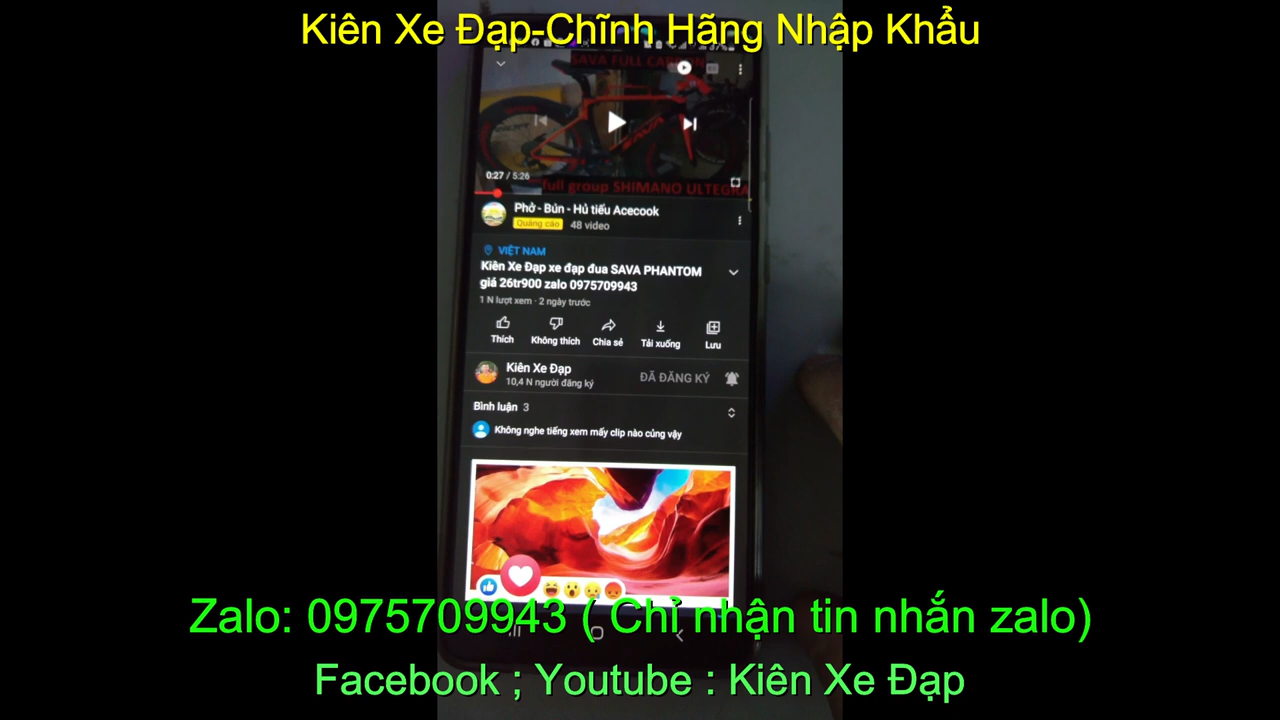 Kiên Xe Đạp-Chĩnh Hãng Nhập Khẩu
SAVA FULL CARBON
SAVA
0:27 / 5:26
full group SHIMANO ULTEGRA
Phở - Bún - Hủ tiếu Acecook
Quảng cáo 48 video
VIỆT NAM
Kiên Xe Đạp xe đạp đua SAVA PHANTOM
giá 26tr900 zalo 0975709943
1 N lượt xem · 2 ngày trước
Thích Không thích Chia sẻ Tải xuống Lưu
Kiên Xe Đạp
10,4 N người đăng ký
ĐÃ ĐĂNG KÝ
Bình luận 3
Không nghe tiếng xem mấy clip nào củng vậy
Zalo: 0975709943 ( Chỉ nhận tin nhắn zalo)
Facebook ; Youtube : Kiên Xe Đạp